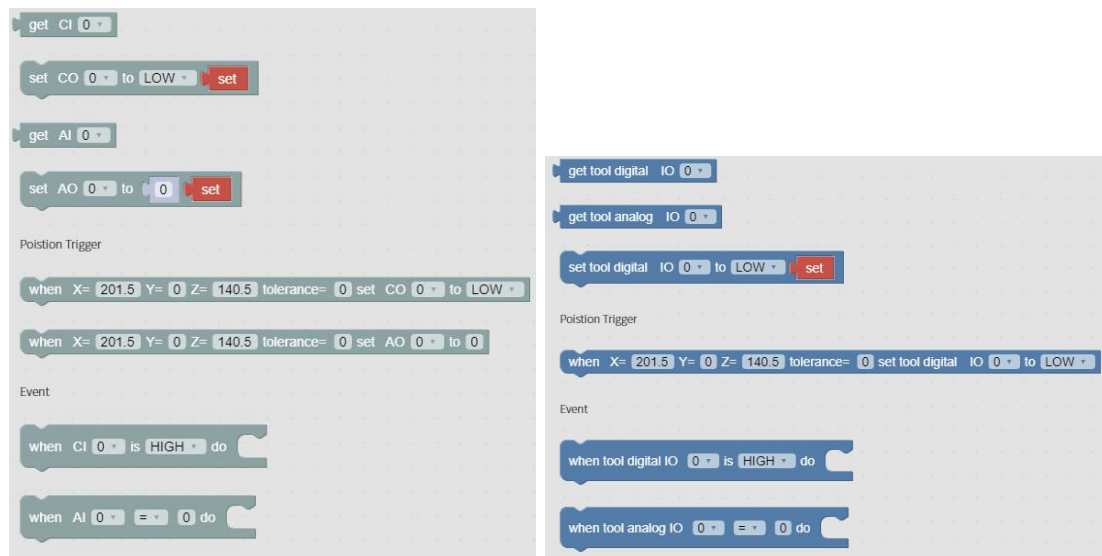 get CI 0
set CO 0 to LOW set
get AI 0
set AO 0 to 0 set
Poistion Trigger
when X= 201.5 Y= 0 Z= 140.5 tolerance= 0 set CO 0 to LOW
when X= 201.5 Y= 0 Z= 140.5 tolerance= 0 set AO 0 to 0
Event
when CI 0 is HIGH do
when AI 0 = 0 do
get tool digital IO 0
get tool analog IO 0
set tool digital IO 0 to LOW set
Poistion Trigger
when X= 201.5 Y= 0 Z= 140.5 tolerance= 0 set tool digital IO 0 to LOW
Event
when tool digital IO 0 is HIGH do
when tool analog IO 0 = 0 do